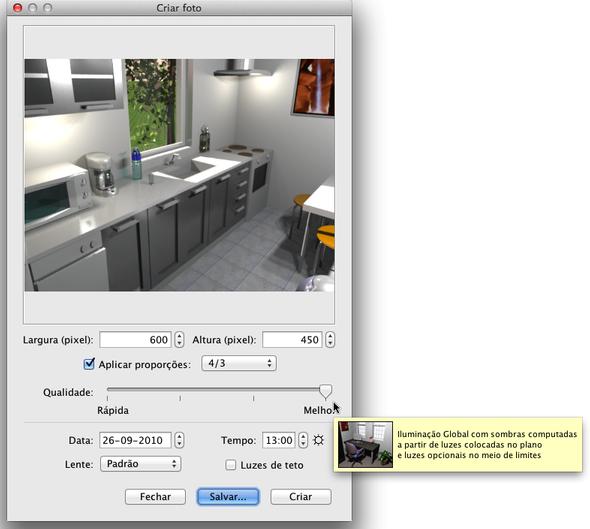 Criar foto
Largura (pixel): 600 Altura (pixel): 450
Aplicar proporções: 4/3
Qualidade:
Rápida Melhor
Data: 26-09-2010 Tempo: 13:00
Lente: Padrão Luzes de teto
Fechar Salvar... Criar
Iluminação Global com sombras computadas
a partir de luzes colocadas no plano
e luzes opcionais no meio de limites